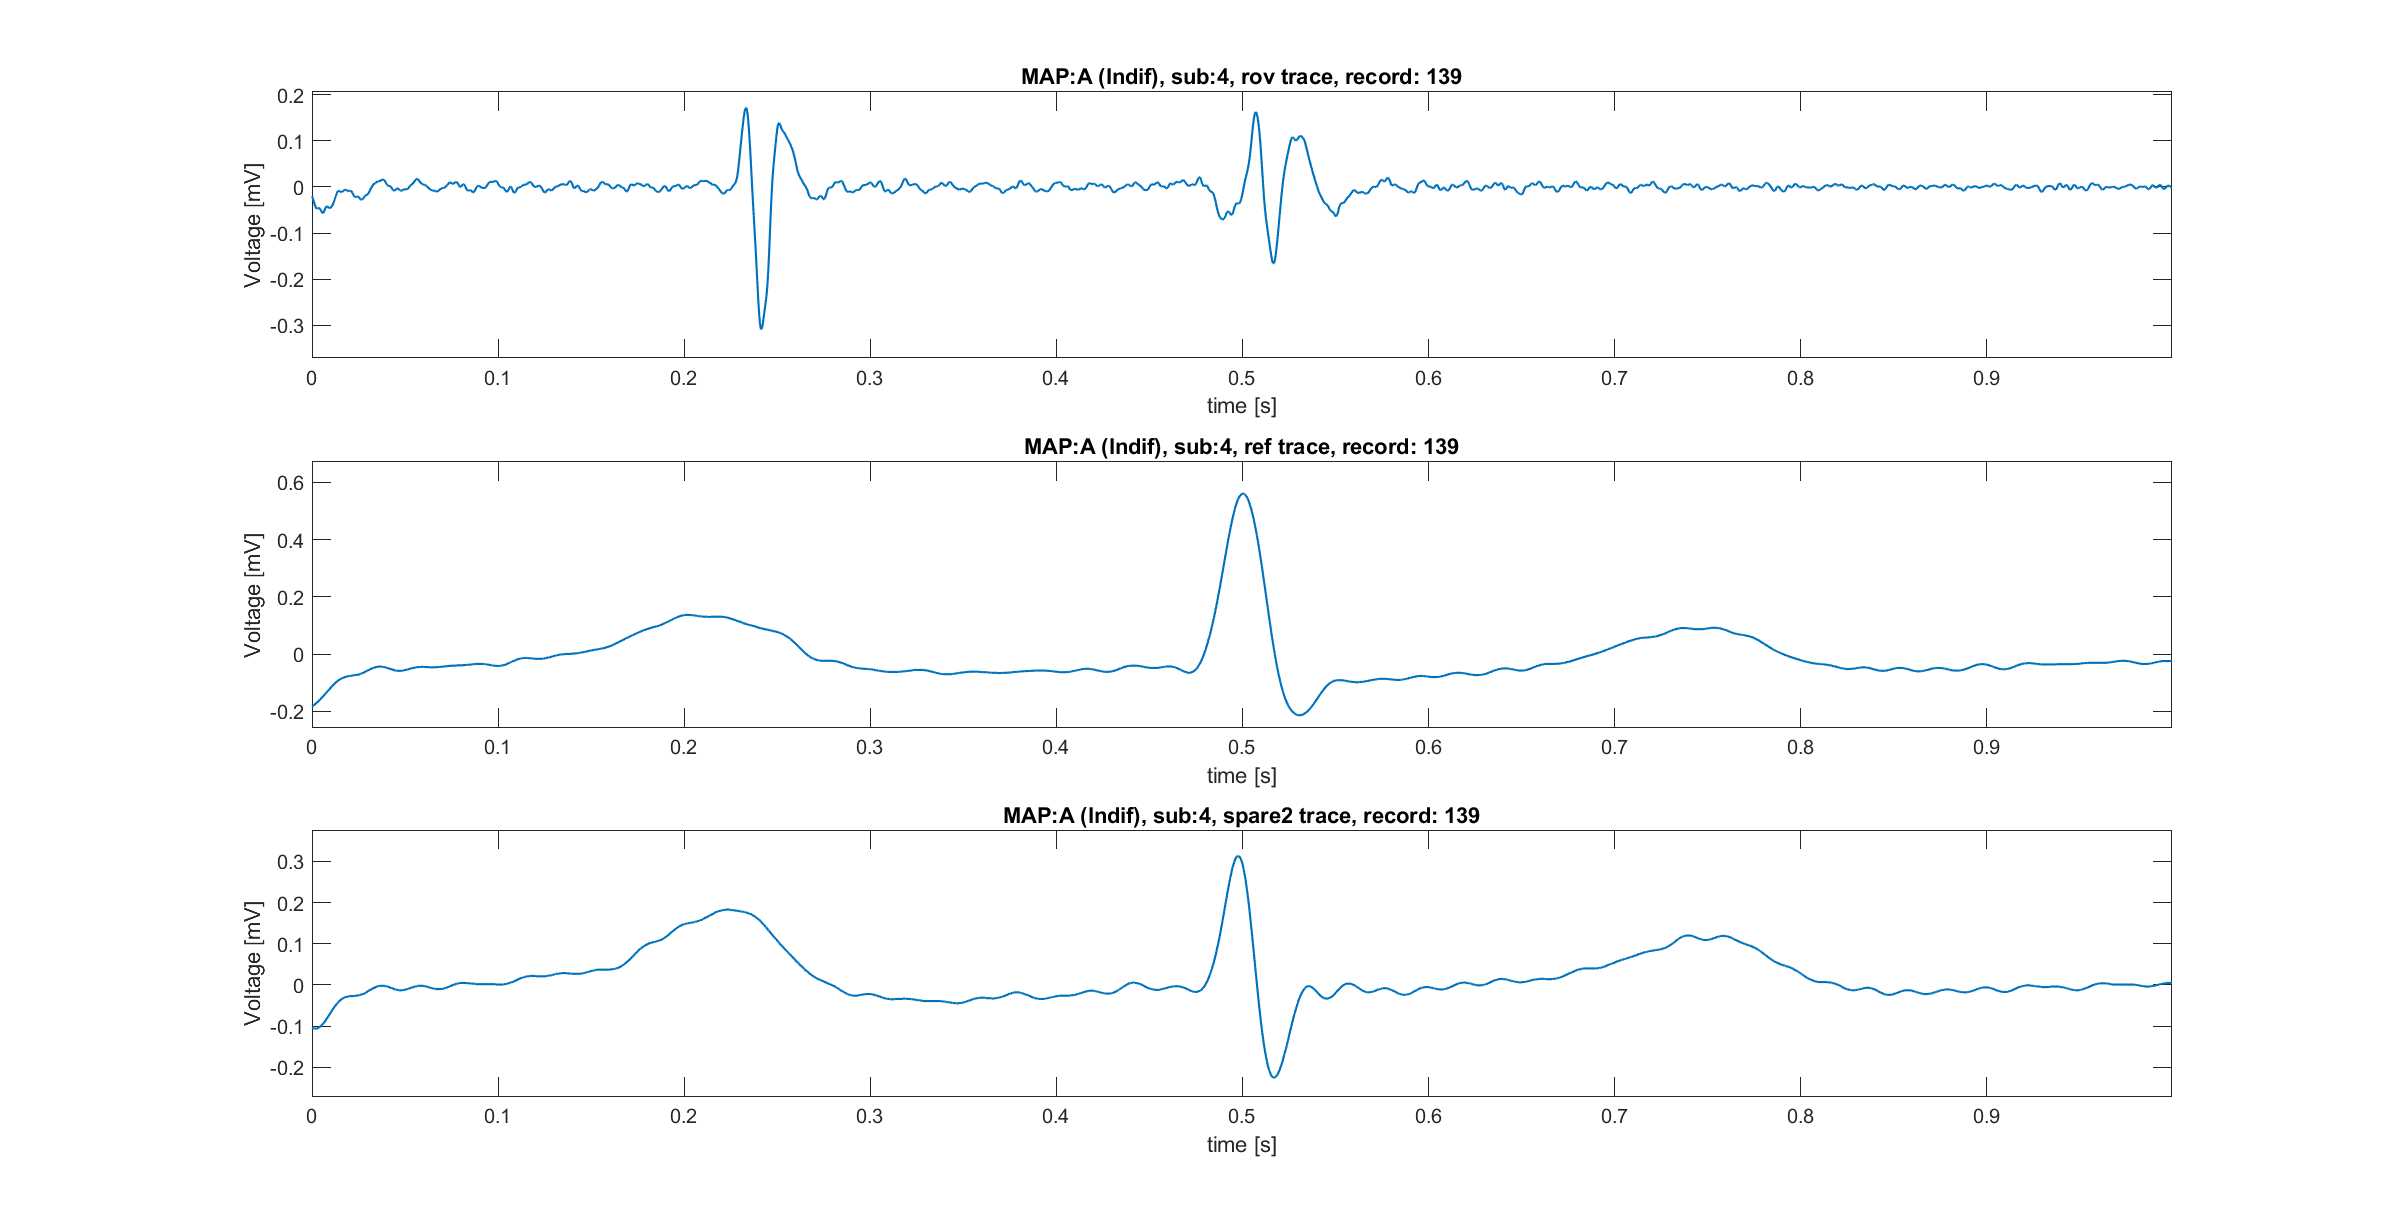 MAP:A (Indif), sub:4, rov trace, record: 139
0.2
0.1
0
-0.1
-0.2
-0.3
Voltage [mV]
0 0.1 0.2 0.3 0.4 0.5 0.6 0.7 0.8 0.9
time [s]
MAP:A (Indif), sub:4, ref trace, record: 139
0.6
0.4
0.2
0
-0.2
Voltage [mV]
0 0.1 0.2 0.3 0.4 0.5 0.6 0.7 0.8 0.9
time [s]
MAP:A (Indif), sub:4, spare2 trace, record: 139
0.3
0.2
0.1
0
-0.1
-0.2
Voltage [mV]
0 0.1 0.2 0.3 0.4 0.5 0.6 0.7 0.8 0.9
time [s]